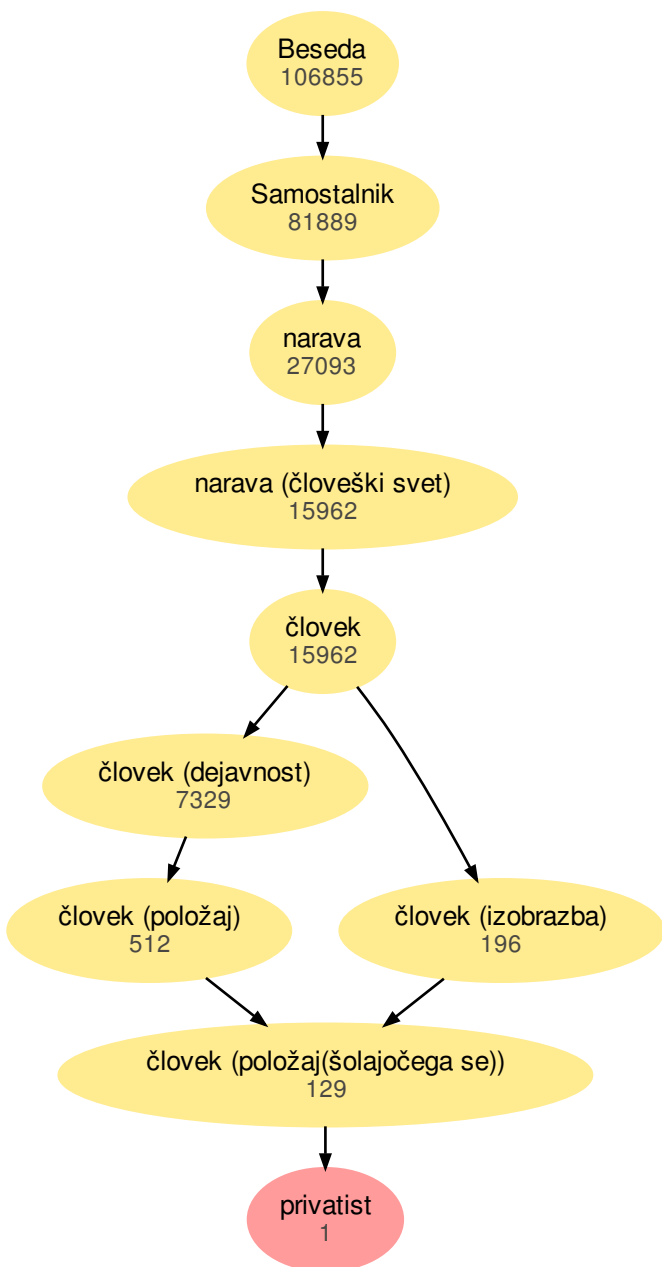 Beseda
106855
Samostalnik
81889
narava
27093
narava (človeški svet)
15962
človek
15962
človek (dejavnost)
7329
človek (položaj)
512
človek (izobrazba)
196
človek (položaj(šolajočega se))
129
privatist
1